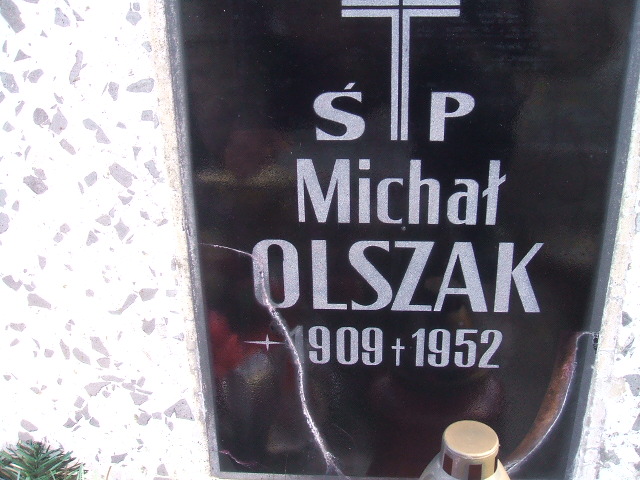 Ś P
Michał
OLSZAK
1909 † 1952